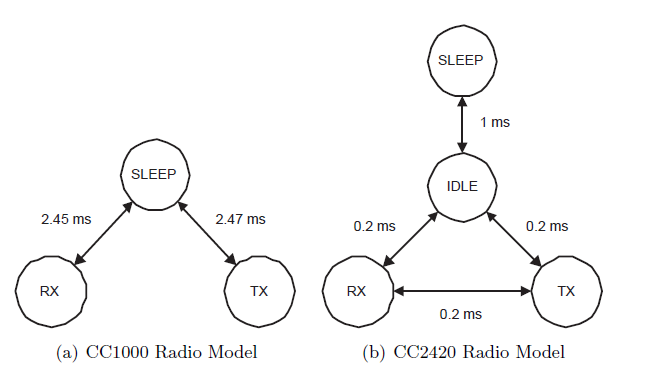 SLEEP
2.45 ms
2.47 ms
RX
TX
(a) CC1000 Radio Model
SLEEP
1 ms
IDLE
0.2 ms
0.2 ms
RX
TX
0.2 ms
(b) CC2420 Radio Model